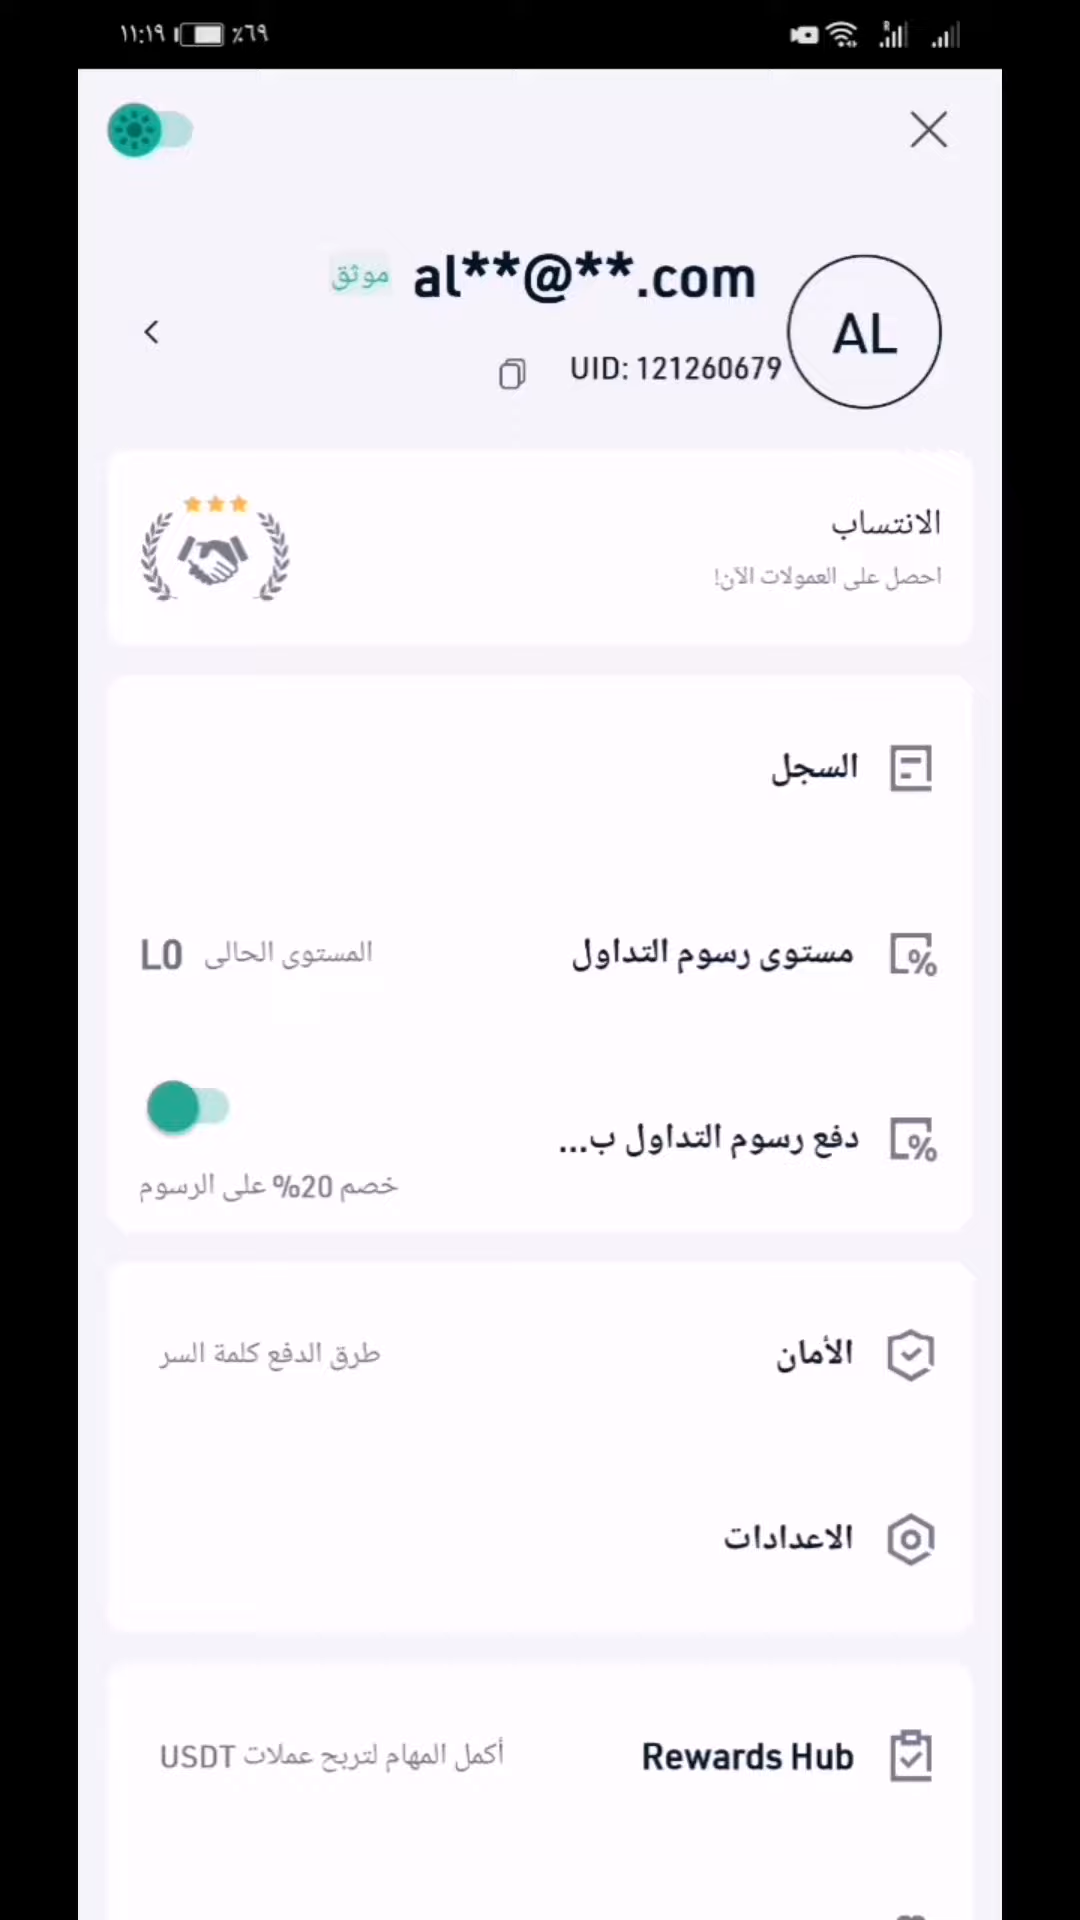 ١١:١٩ ٪٦٩
al**@**.com موثق
AL
UID: 121260679
الانتساب
احصل على العمولات الآن!
السجل
مستوى رسوم التداول المستوى الحالى L0
دفع رسوم التداول ب...
خصم 20% على الرسوم
الأمان طرق الدفع كلمة السر
الاعدادات
Rewards Hub أكمل المهام لتربح عملات USDT